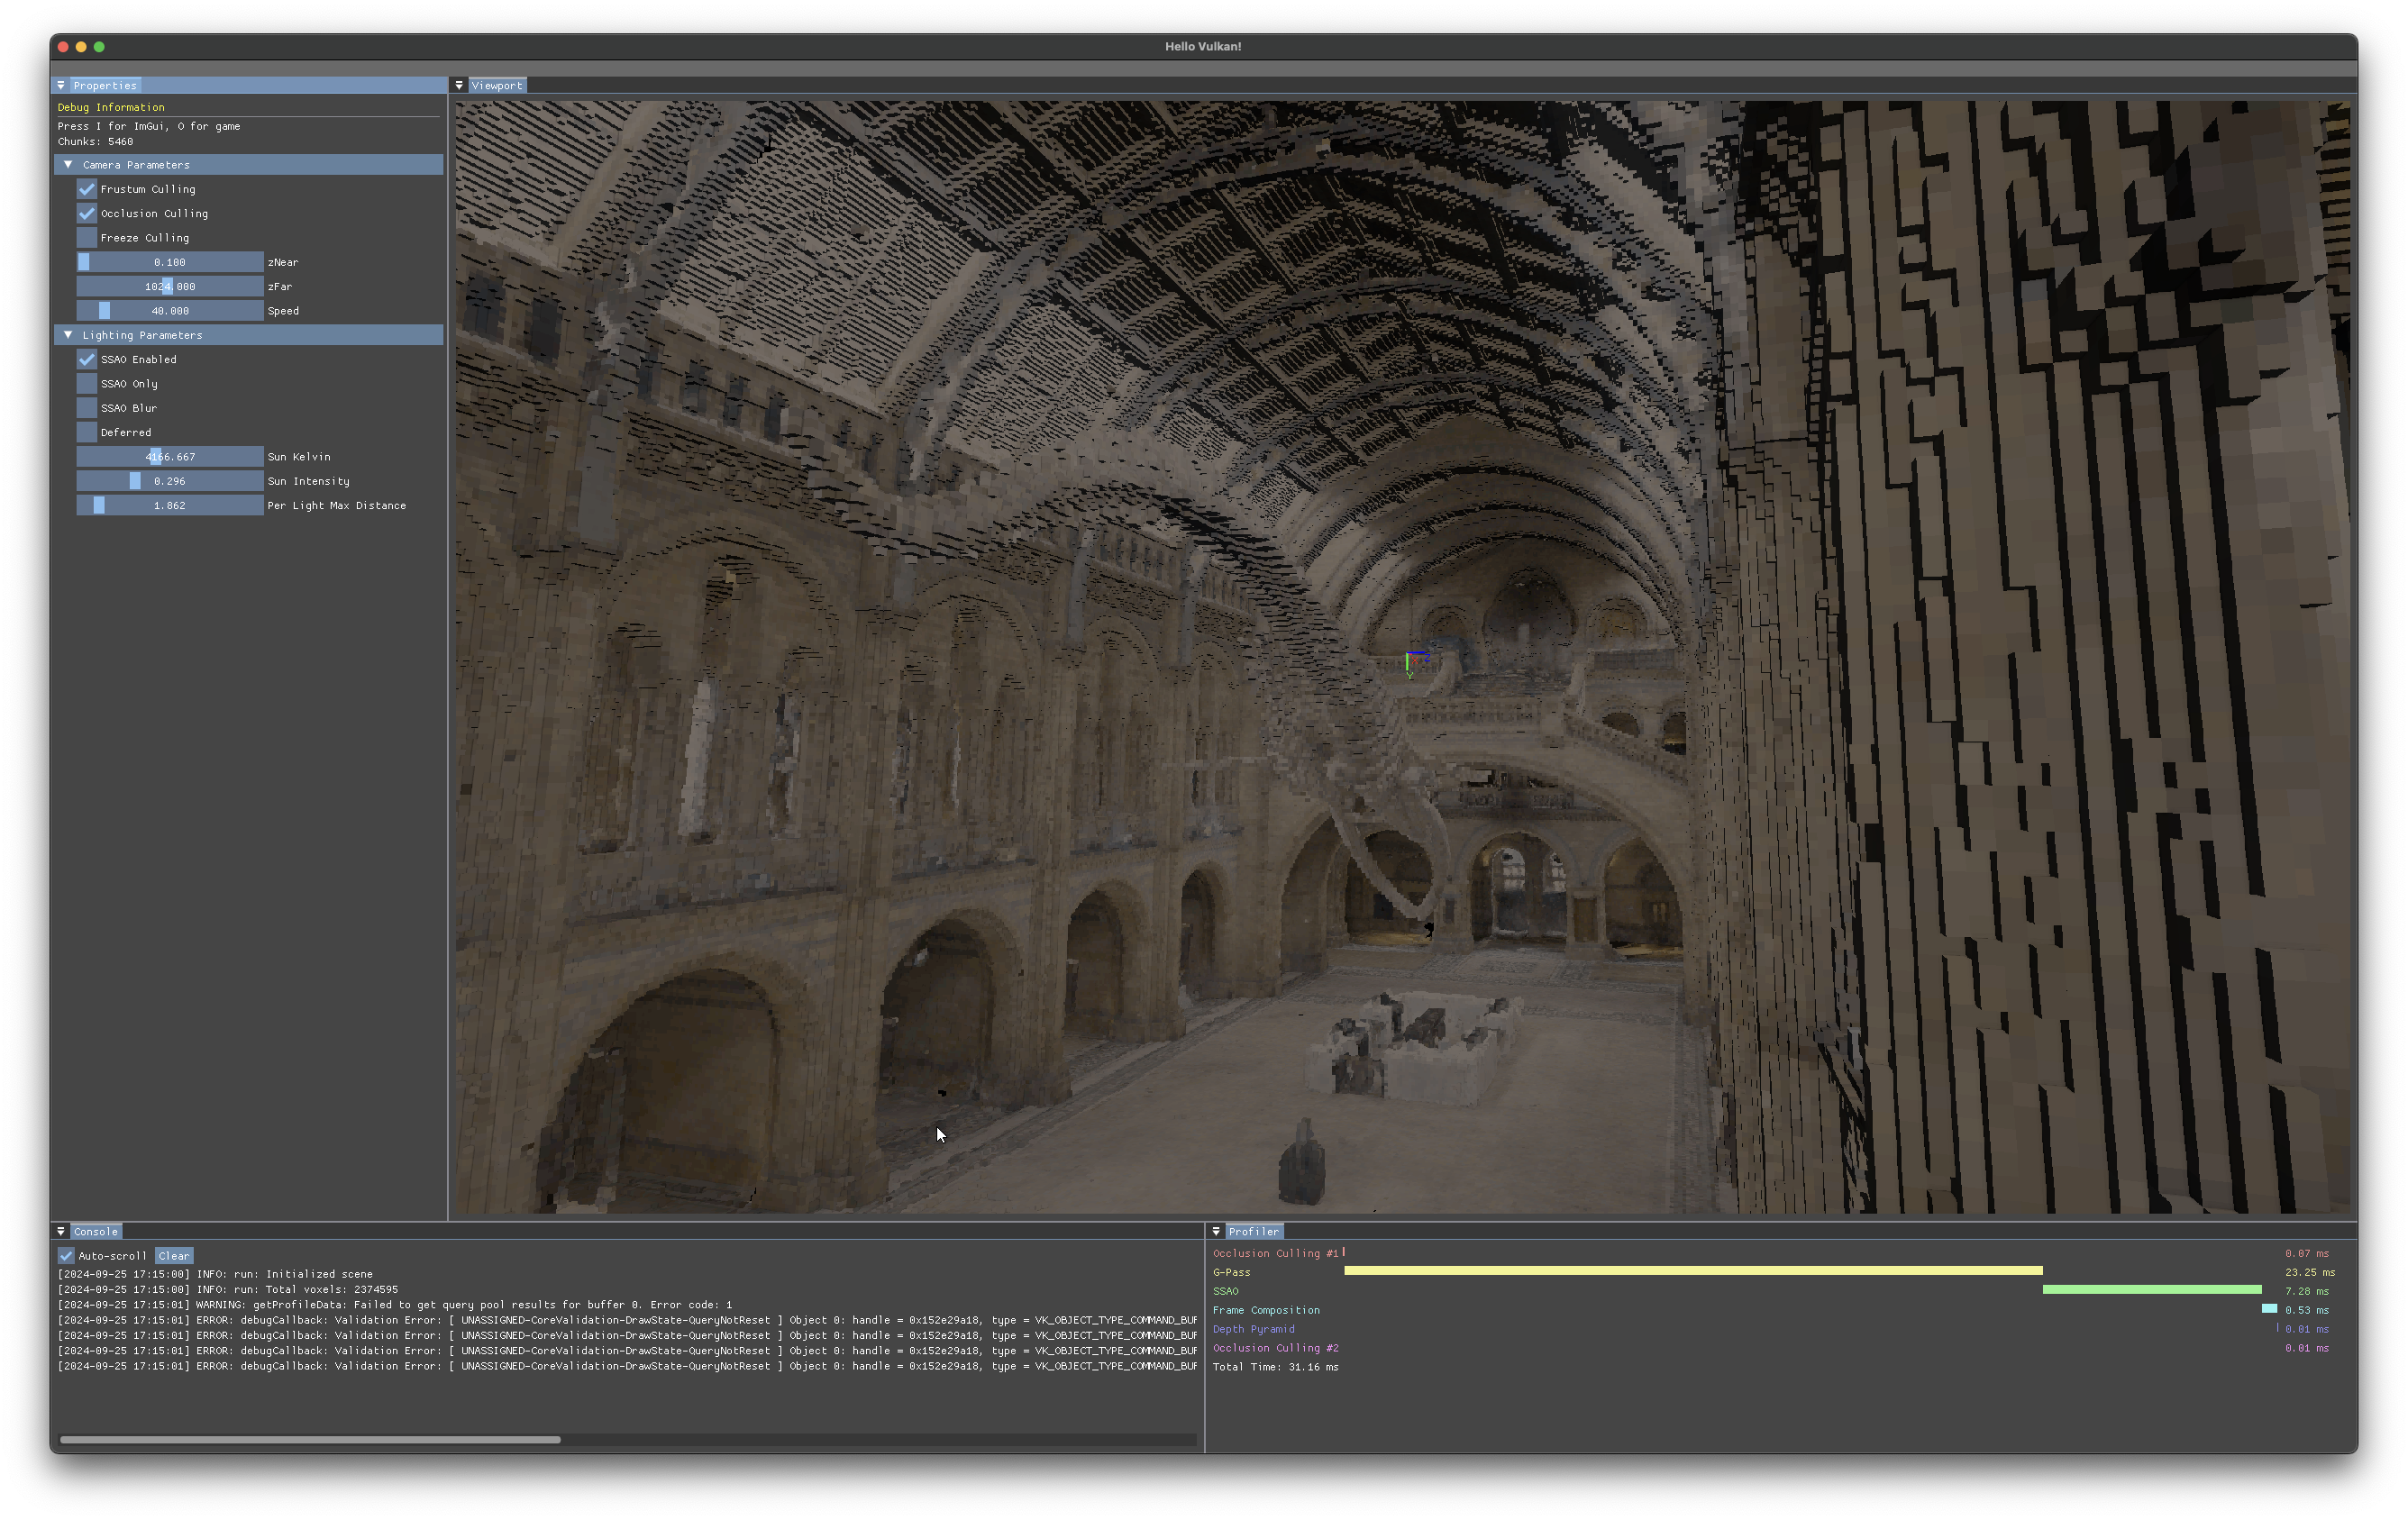 Hello Vulkan!
Properties
Debug Information
Press I for ImGui, O for game
Chunks: 5460
Camera Parameters
Frustum Culling
Occlusion Culling
Freeze Culling
0.100 zNear
1024.000 zFar
40.000 Speed
Lighting Parameters
SSAO Enabled
SSAO Only
SSAO Blur
Deferred
4166.667 Sun Kelvin
0.296 Sun Intensity
1.862 Per Light Max Distance
Viewport
Z
Y
Console
Auto-scroll Clear
[2024-09-25 17:15:00] INFO: run: Initialized scene
[2024-09-25 17:15:00] INFO: run: Total voxels: 2374595
[2024-09-25 17:15:01] WARNING: getProfileData: Failed to get query pool results for buffer 0. Error code: 1
[2024-09-25 17:15:01] ERROR: debugCallback: Validation Error: [ UNASSIGNED-CoreValidation-DrawState-QueryNotReset ] Object 0: handle = 0x152e29a18, type = VK_OBJECT_TYPE_COMMAND_BUF
[2024-09-25 17:15:01] ERROR: debugCallback: Validation Error: [ UNASSIGNED-CoreValidation-DrawState-QueryNotReset ] Object 0: handle = 0x152e29a18, type = VK_OBJECT_TYPE_COMMAND_BUF
[2024-09-25 17:15:01] ERROR: debugCallback: Validation Error: [ UNASSIGNED-CoreValidation-DrawState-QueryNotReset ] Object 0: handle = 0x152e29a18, type = VK_OBJECT_TYPE_COMMAND_BUF
[2024-09-25 17:15:01] ERROR: debugCallback: Validation Error: [ UNASSIGNED-CoreValidation-DrawState-QueryNotReset ] Object 0: handle = 0x152e29a18, type = VK_OBJECT_TYPE_COMMAND_BUF
Profiler
Occlusion Culling #1 0.07 ms
G-Pass 23.25 ms
SSAO 7.28 ms
Frame Composition 0.53 ms
Depth Pyramid 0.01 ms
Occlusion Culling #2 0.01 ms
Total Time: 31.16 ms